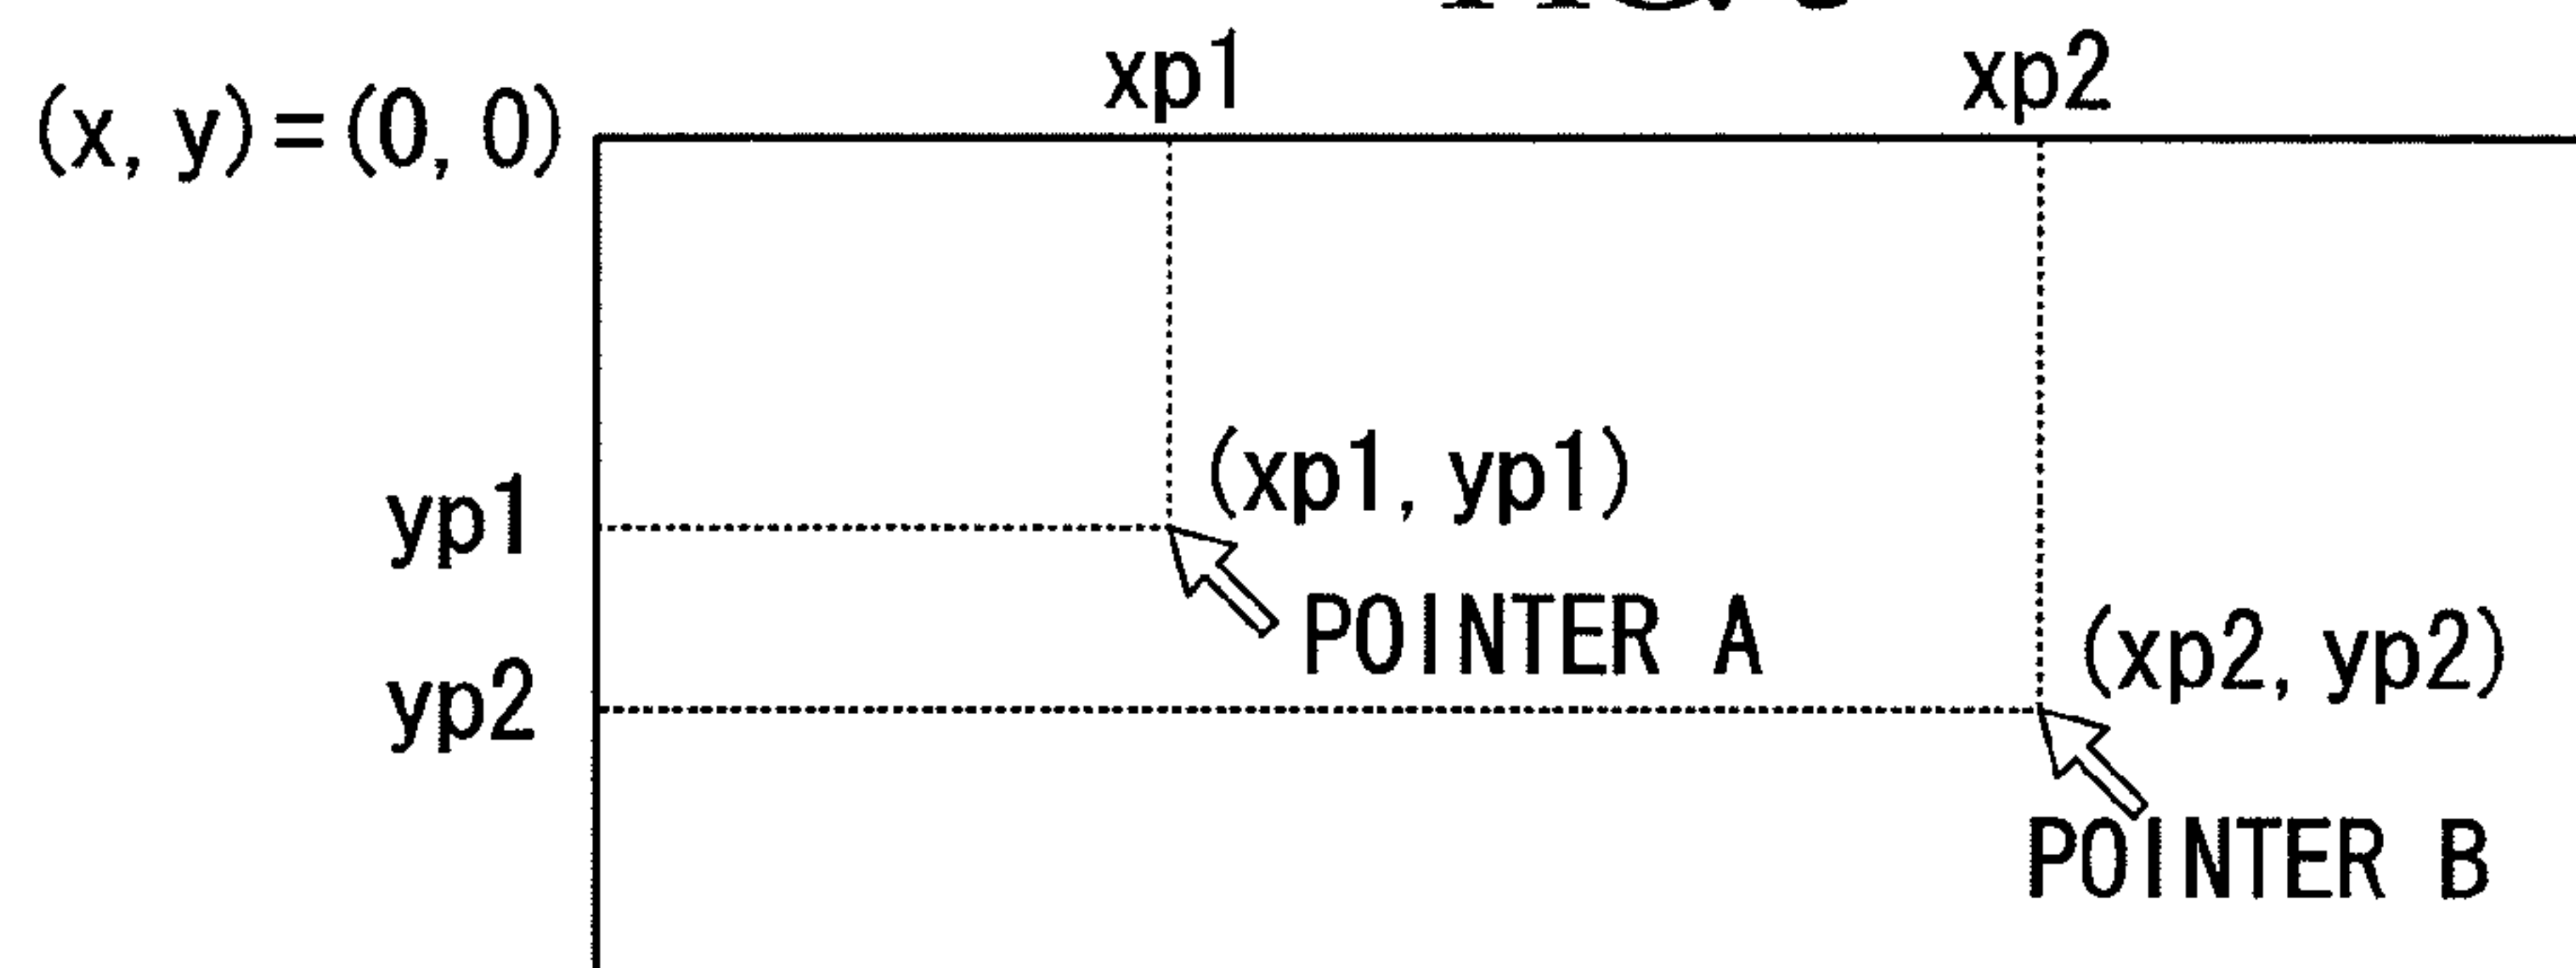 xp1 xp2
(x, y)=(0, 0)
(xp1, yp1)
yp1
POINTER A
(xp2, yp2)
yp2
POINTER B